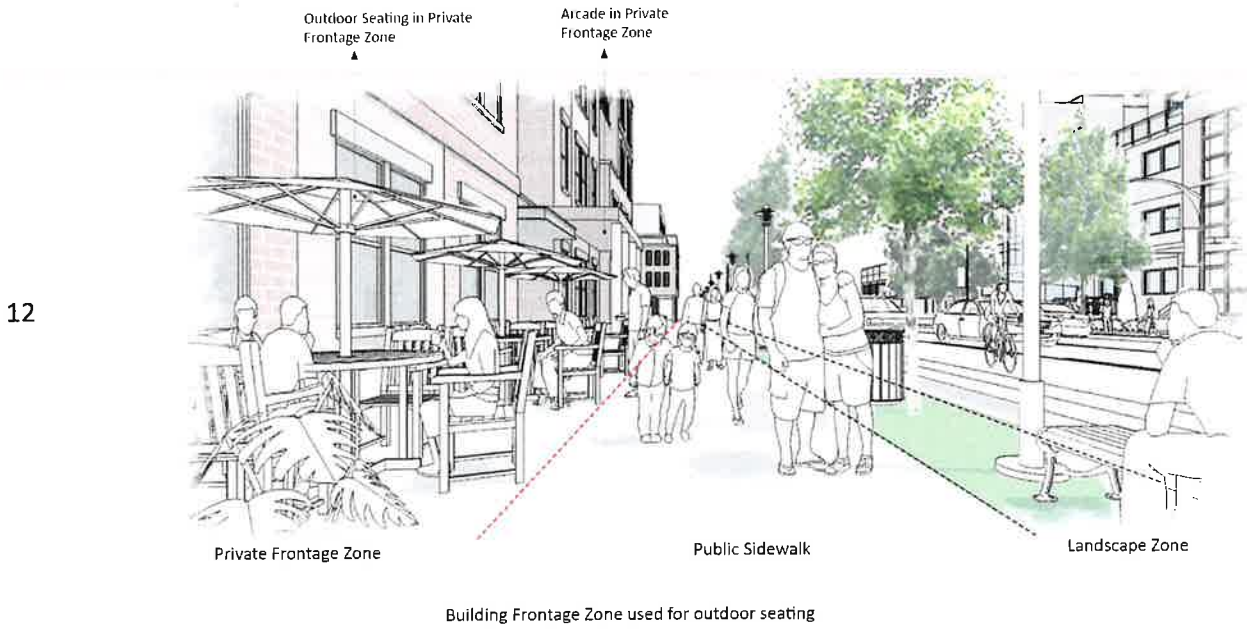 Outdoor Seating in Private
Frontage Zone
Arcade in Private
Frontage Zone
12
Private Frontage Zone
Public Sidewalk
Landscape Zone
Building Frontage Zone used for outdoor seating